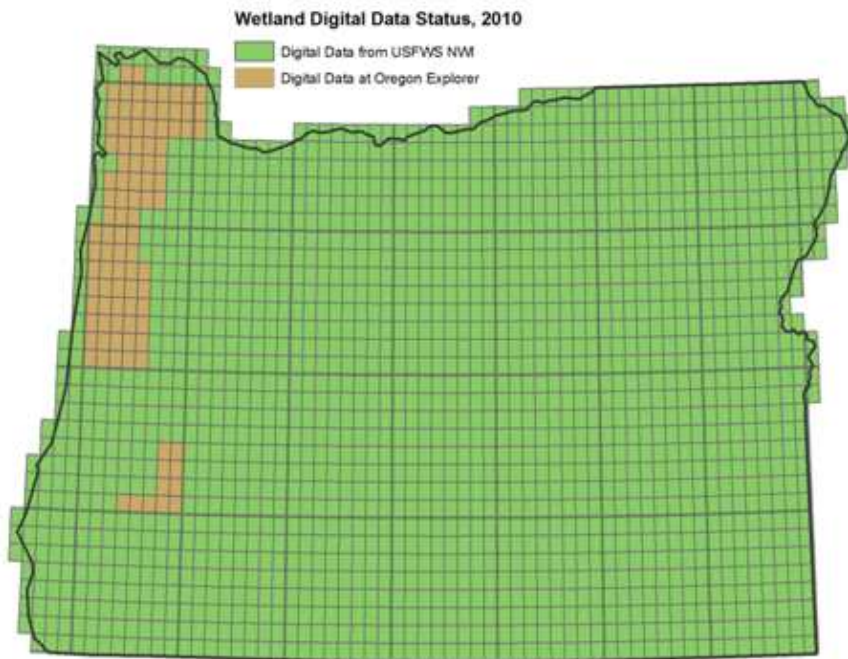 Wetland Digital Data Status, 2010
Digital Data from USFWS NWI
Digital Data at Oregon Explorer